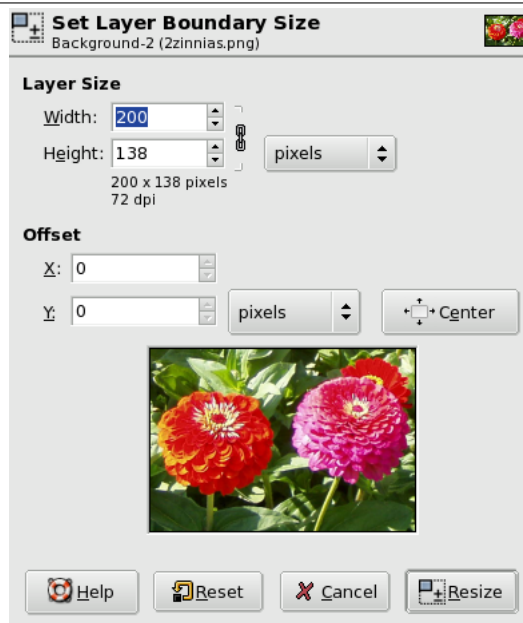 Set Layer Boundary Size
Background-2 (2zinnias.png)
Layer Size
Width: 200
Height: 138 pixels
200 x 138 pixels
72 dpi
Offset
X: 0
Y: 0 pixels Center
Help Reset Cancel Resize